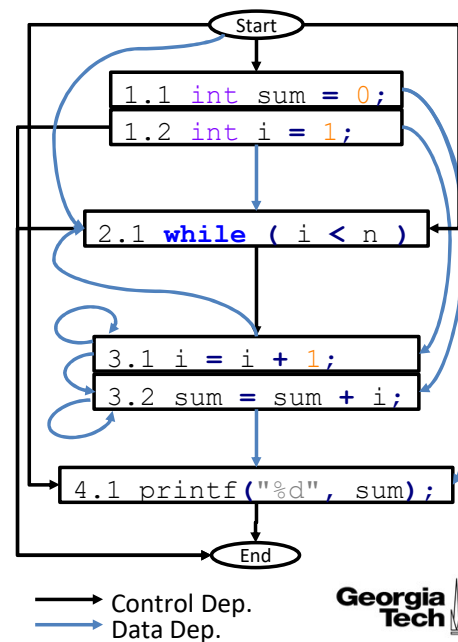 Start
1.1 int sum = 0;
1.2 int i = 1;
2.1 while ( i < n )
3.1 i = i + 1;
3.2 sum = sum + i;
4.1 printf("%d", sum);
End
Control Dep.
Data Dep.
Georgia
Tech